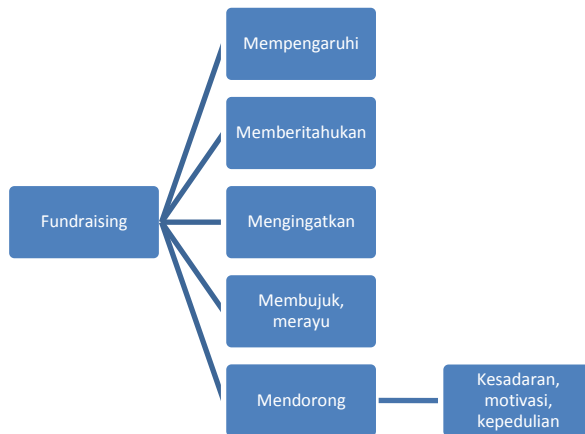 Mempengaruhi
Memberitahukan
Fundraising
Mengingatkan
Membujuk,
merayu
Mendorong
Kesadaran,
motivasi,
kepedulian